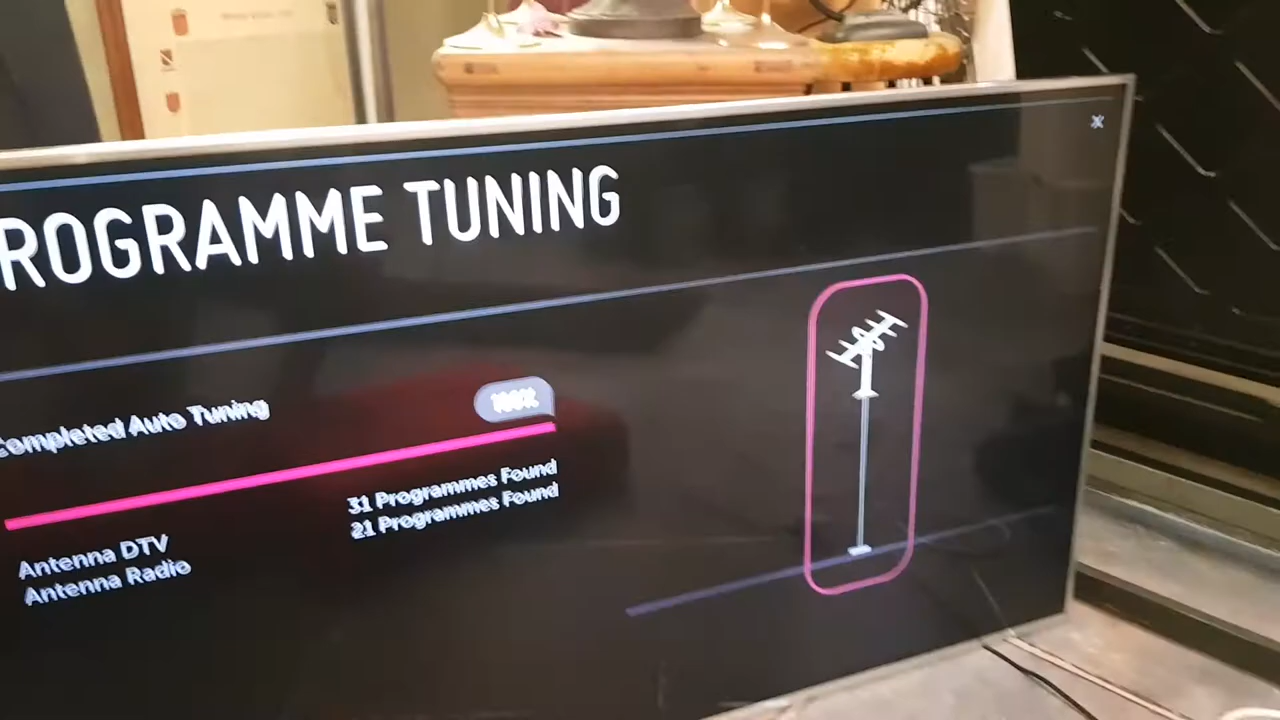 ROGRAMME TUNING
Completed Auto Tuning
100%
31 Programmes Found
21 Programmes Found
Antenna DTV
Antenna Radio